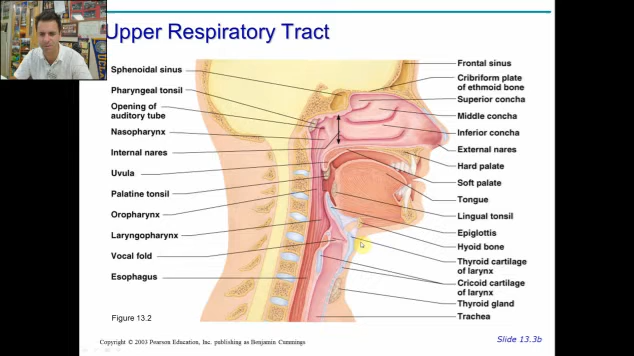 Upper Respiratory Tract
Sphenoidal sinus
Pharyngeal tonsil
Opening of
auditory tube
Nasopharynx
Internal nares
Uvula
Palatine tonsil
Oropharynx
Laryngopharynx
Vocal fold
Esophagus
Frontal sinus
Cribriform plate
of ethmoid bone
Superior concha
Middle concha
Inferior concha
External nares
Hard palate
Soft palate
Tongue
Lingual tonsil
Epiglottis
Hyoid bone
Thyroid cartilage
of larynx
Cricoid cartilage
of larynx
Thyroid gland
Trachea
Figure 13.2
Copyright © 2003 Pearson Education, Inc. publishing as Benjamin Cummings
Slide 13.3b